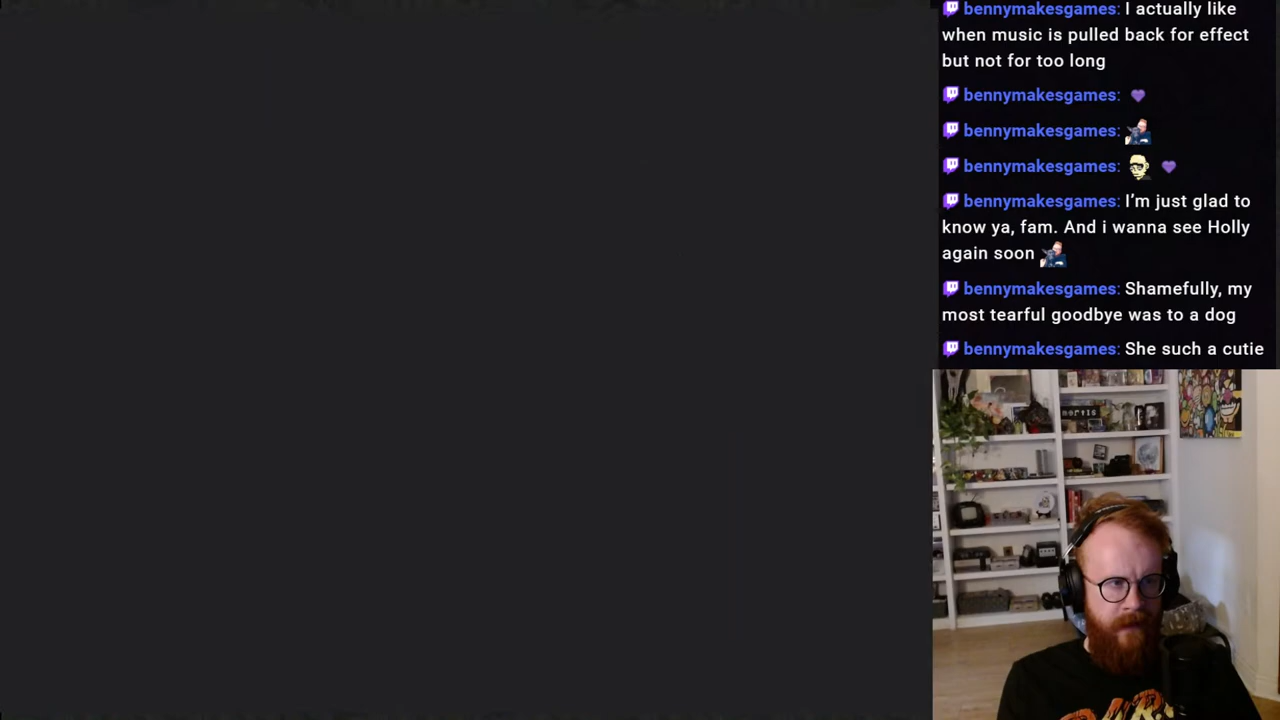 bennymakesgames: I actually like
when music is pulled back for effect
but not for too long
bennymakesgames:
bennymakesgames:
bennymakesgames:
bennymakesgames: I'm just glad to
know ya, fam. And i wanna see Holly
again soon
bennymakesgames: Shamefully, my
most tearful goodbye was to a dog
bennymakesgames: She such a cutie
mortis